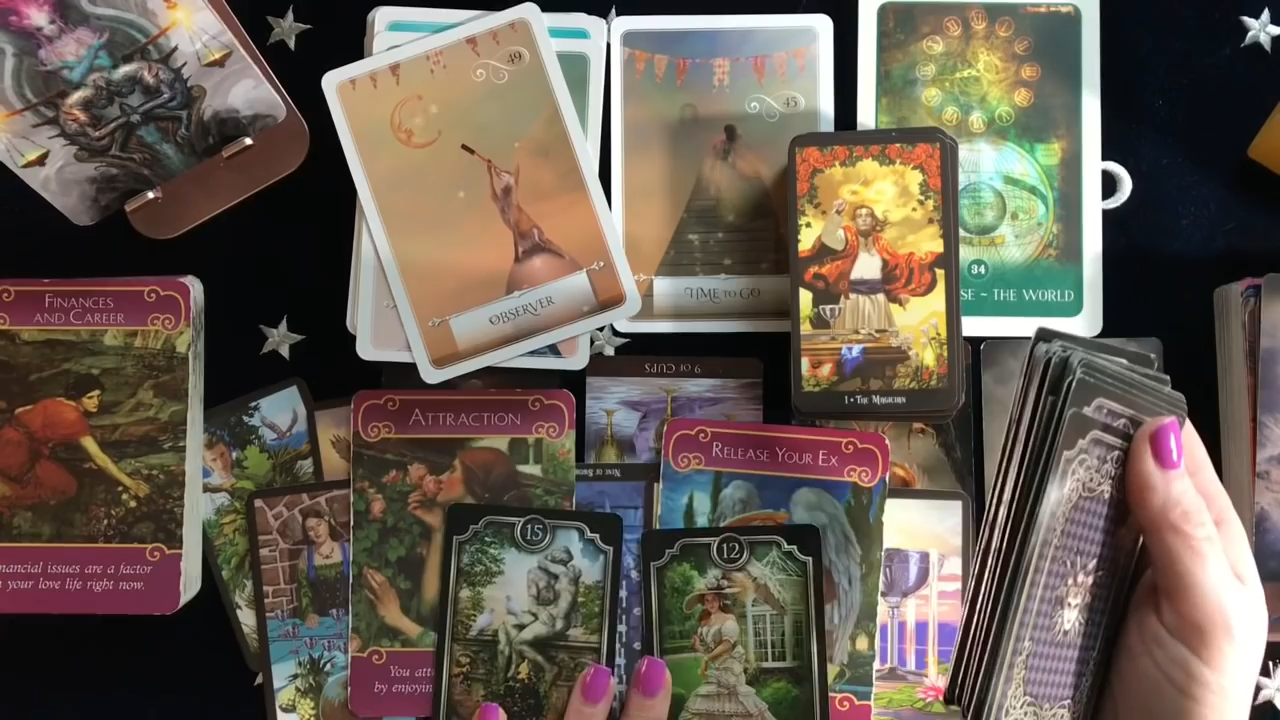 49
OBSERVER
45
TIME TO GO
34
SE ~ THE WORLD
I • THE MAGICIAN
FINANCES
AND CAREER
nancial issues are a factor
n your love life right now.
ATTRACTION
You att
by enjoyin
9 OF CUPS
NINE OF SWOR
RELEASE YOUR EX
15
12